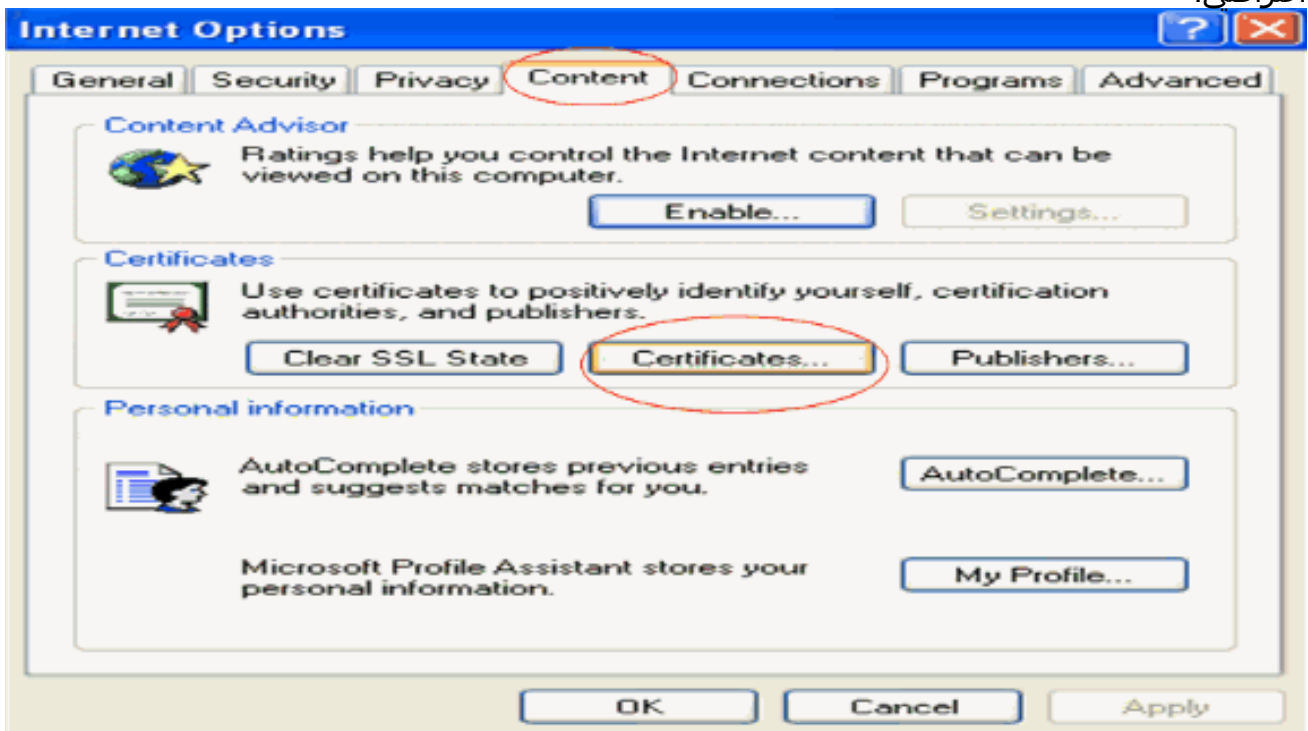 افتراضي.
Internet Options
General Security Privacy Content Connections Programs Advanced
Content Advisor
Ratings help you control the Internet content that can be
viewed on this computer.
Enable... Settings...
Certificates
Use certificates to positively identify yourself, certification
authorities, and publishers.
Clear SSL State Certificates... Publishers...
Personal information
AutoComplete stores previous entries
and suggests matches for you.
AutoComplete...
Microsoft Profile Assistant stores your
personal information.
My Profile...
OK Cancel Apply